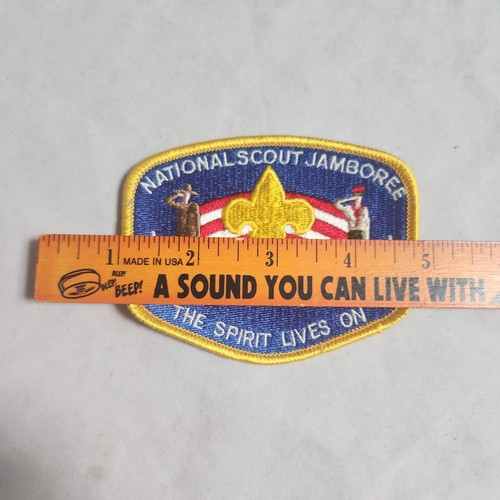 NATIONAL SCOUT JAMBOREE
1 MADE IN USA 2 3 4 5
BEEP BEEP BEEP! A SOUND YOU CAN LIVE WITH
THE SPIRIT LIVES ON